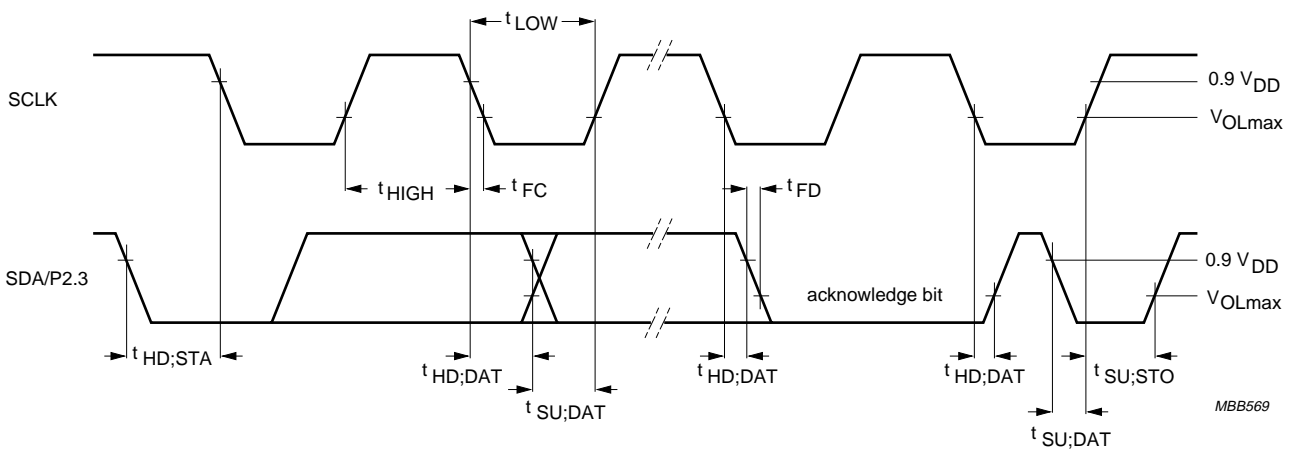 t LOW
SCLK
0.9 VDD
VOLmax
t HIGH
t FC
t FD
SDA/P2.3
0.9 VDD
acknowledge bit
VOLmax
t HD;STA
t HD;DAT
t HD;DAT
t HD;DAT
t SU;STO
t SU;DAT
MBB569
t SU;DAT